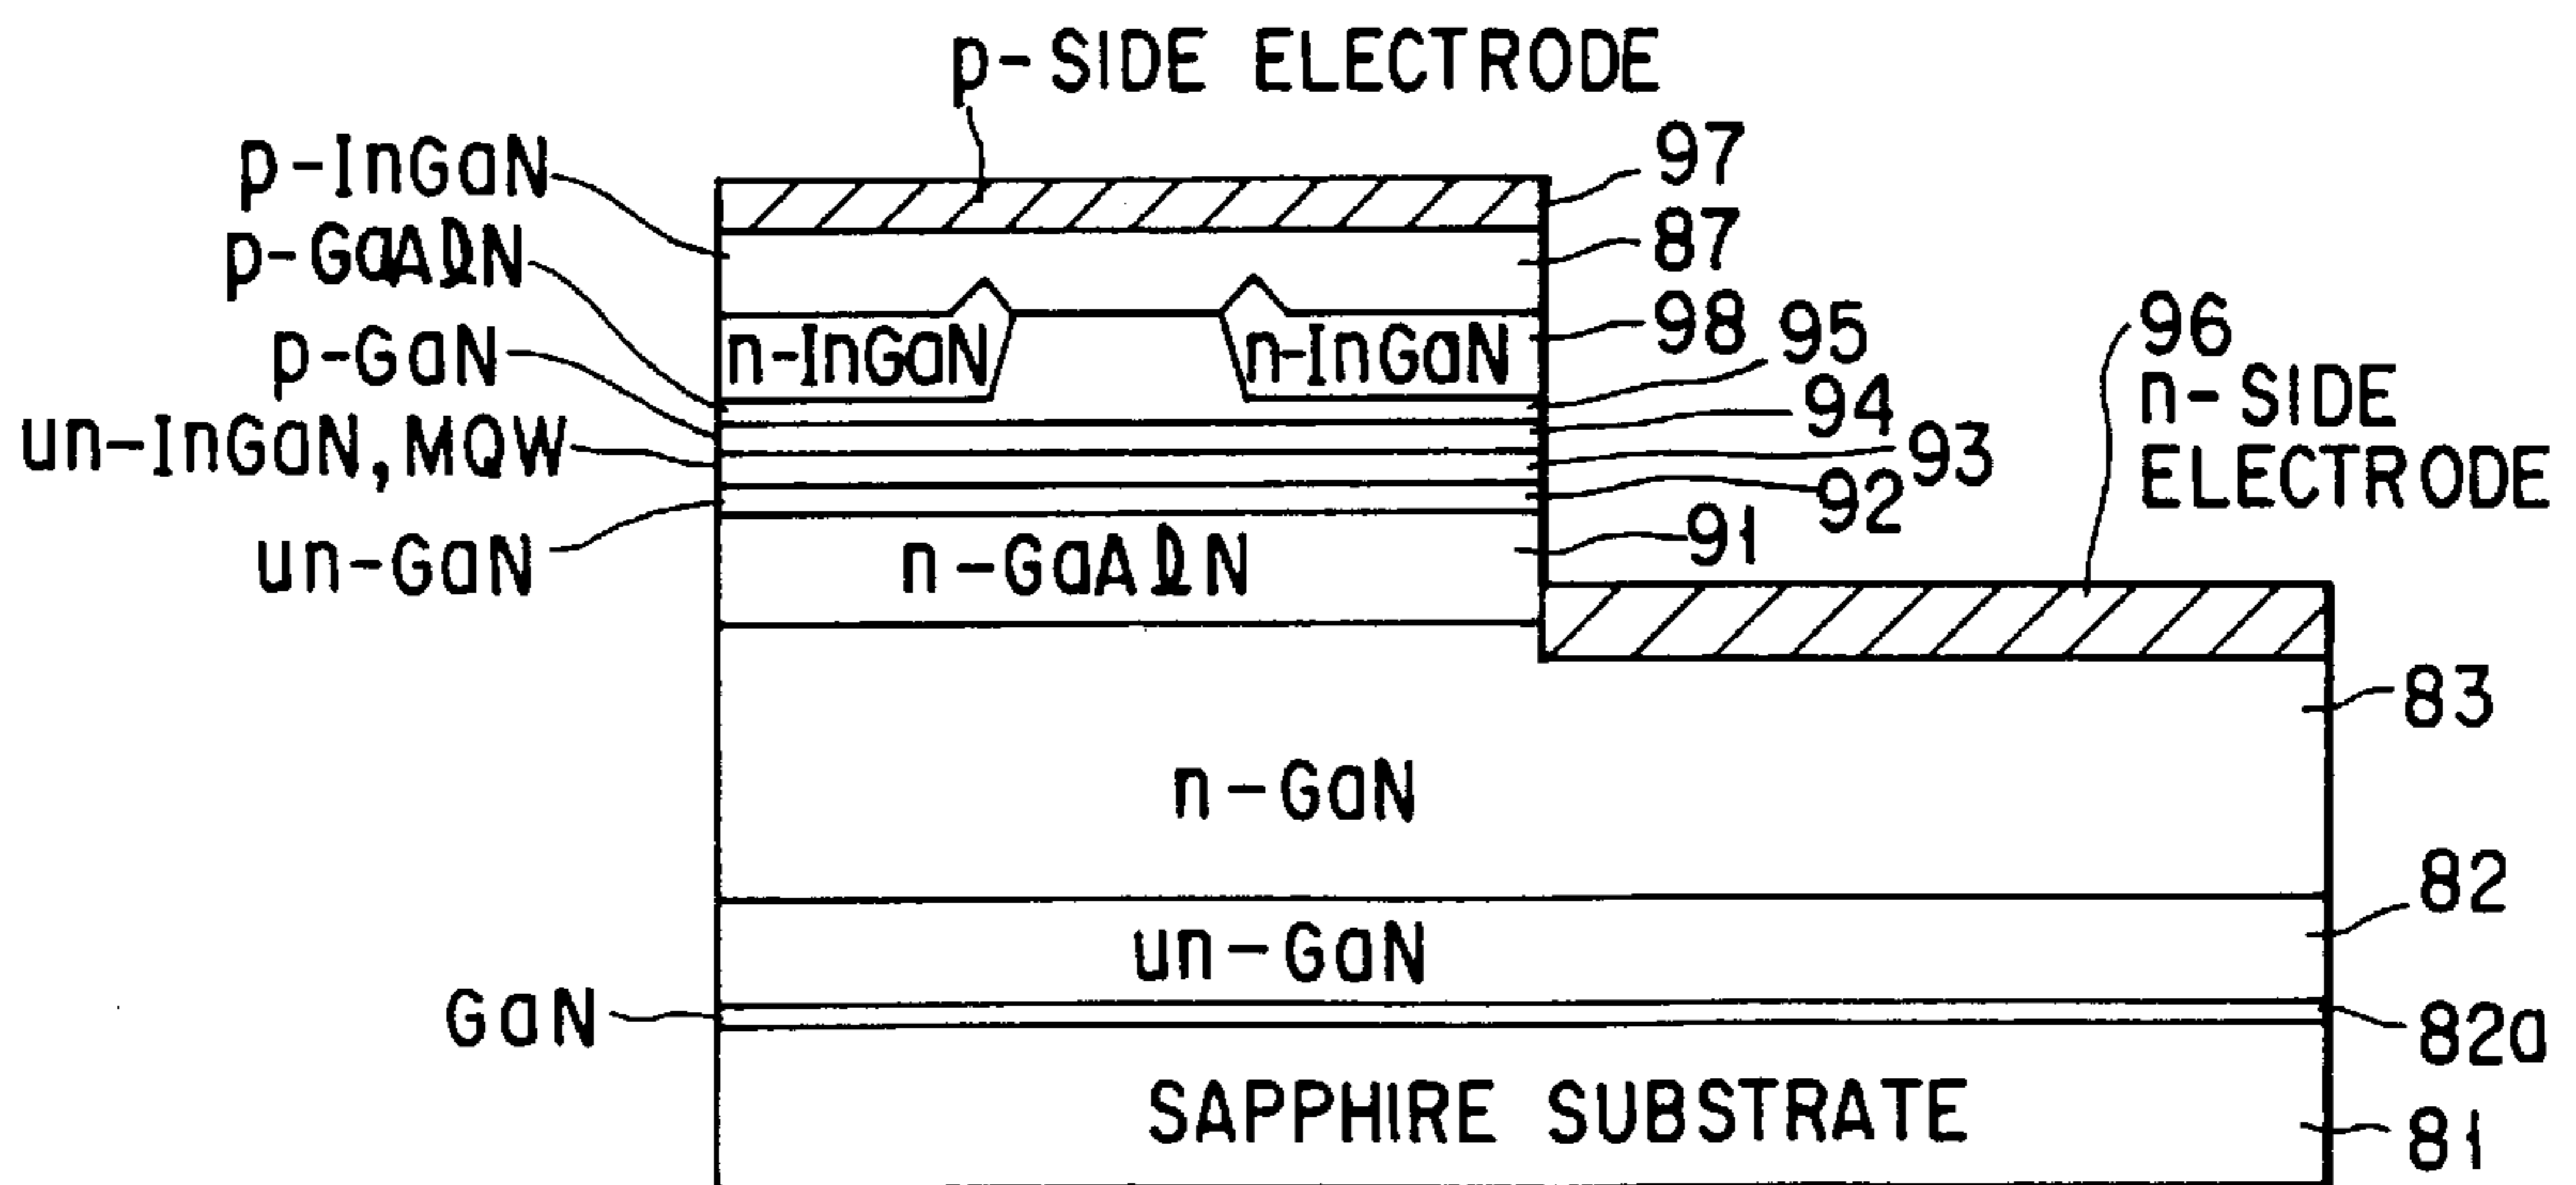 p-SIDE ELECTRODE
p-InGaN
97
p-GaAlN
87
n-InGaN
n-InGaN
98
95
96
p-GaN
94
n-SIDE
un-InGaN, MQW
93
ELECTRODE
92
un-GaN
n-GaAlN
91
83
n-GaN
82
un-GaN
GaN
82a
SAPPHIRE SUBSTRATE
81